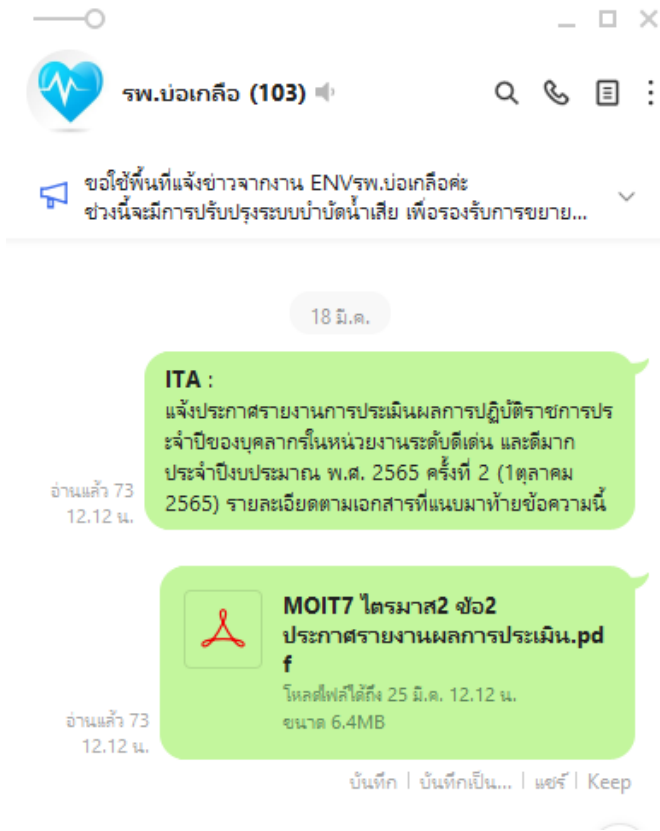 รพ.บ่อเกลือ (103)
ขอใช้พื้นที่แจ้งข่าวจากงาน ENVรพ.บ่อเกลือค่ะ
ช่วงนี้จะมีการปรับปรุงระบบบำบัดน้ำเสีย เพื่อรองรับการขยาย...
18 มี.ค.
ITA :
แจ้งประกาศรายงานการประเมินผลการปฏิบัติราชการปร
ะจำปีของบุคลากรในหน่วยงานระดับดีเด่น และดีมาก
ประจำปีงบประมาณ พ.ศ. 2565 ครั้งที่ 2 (1ตุลาคม
2565) รายละเอียดตามเอกสารที่แนบมาท้ายข้อความนี้
อ่านแล้ว 73
12.12 น.
MOIT7 ไตรมาส2 ข้อ2
ประกาศรายงานผลการประเมิน.pd
f
โหลดไฟล์ได้ถึง 25 มี.ค. 12.12 น.
ขนาด 6.4MB
อ่านแล้ว 73
12.12 น.
บันทึก | บันทึกเป็น... | แชร์ | Keep